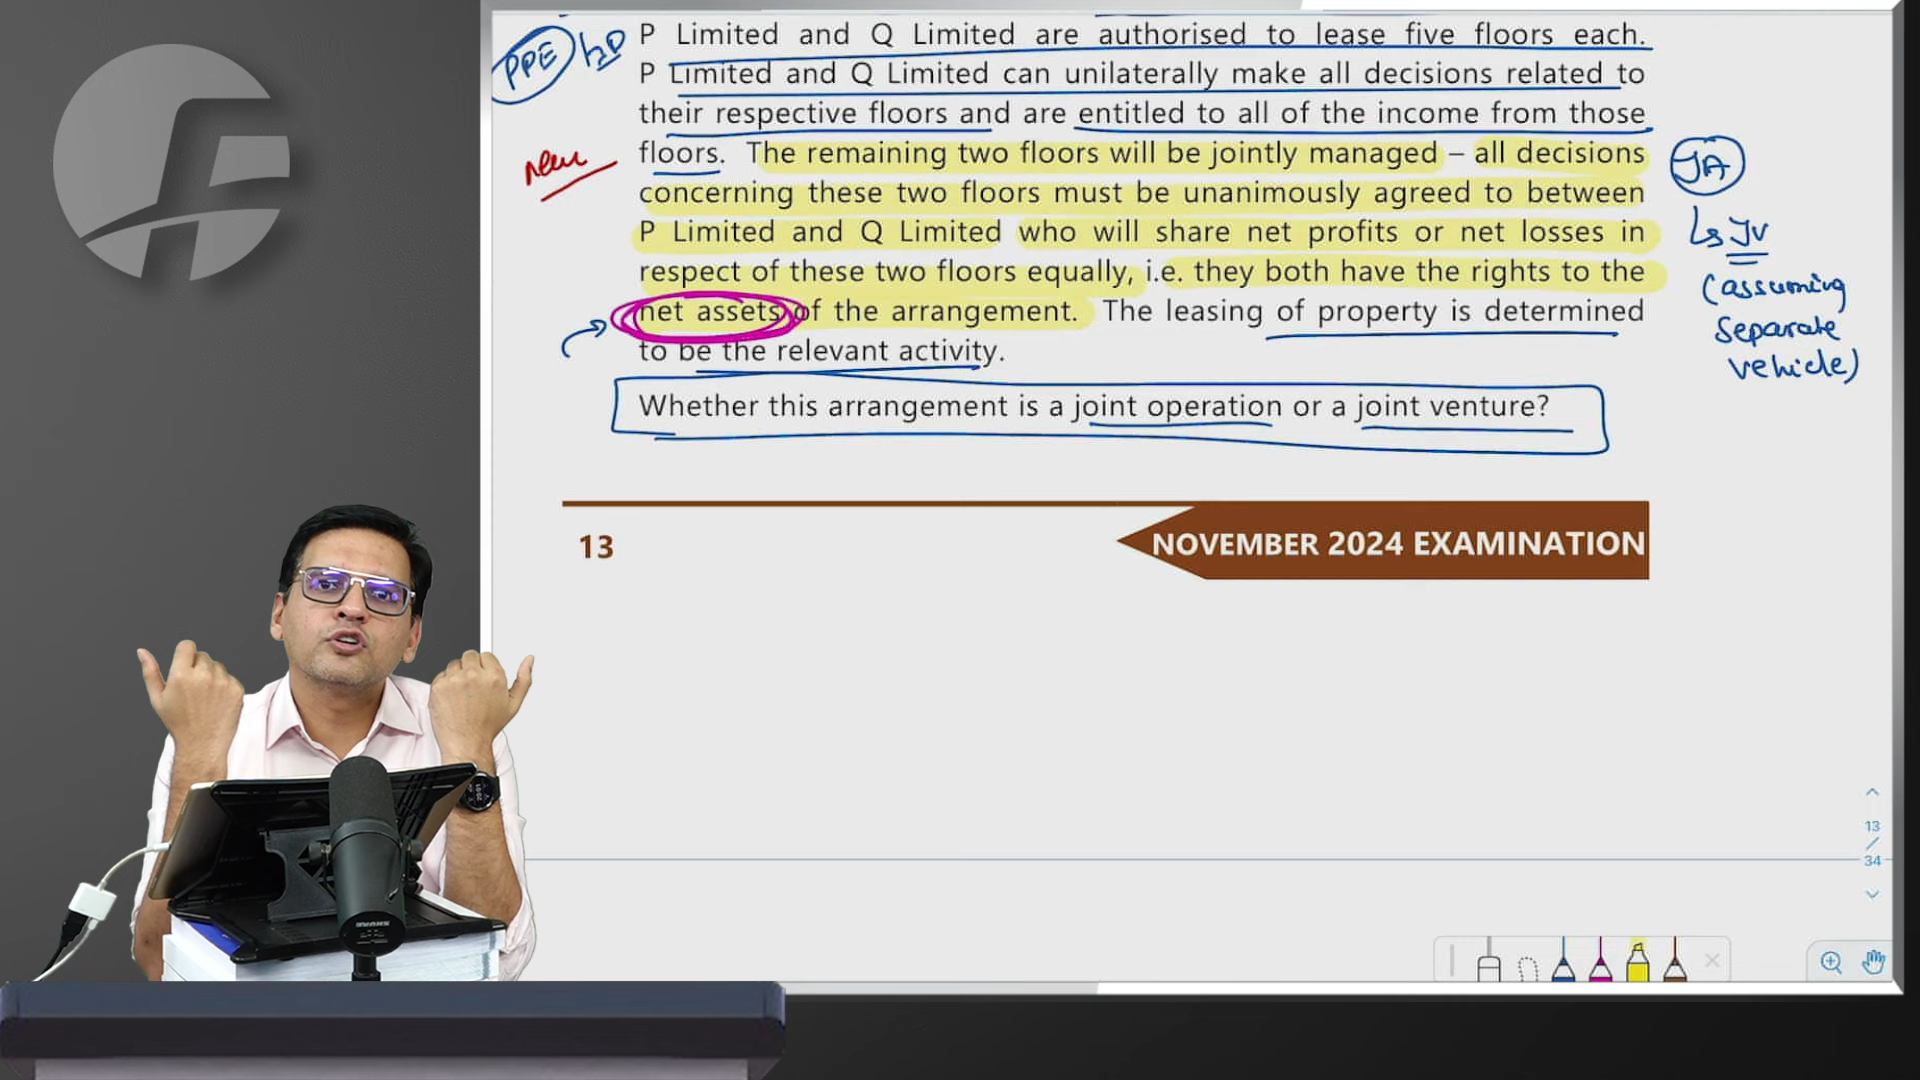 P Limited and Q Limited are authorised to lease five floors each.
P Limited and Q Limited can unilaterally make all decisions related to
their respective floors and are entitled to all of the income from those
floors. The remaining two floors will be jointly managed – all decisions
concerning these two floors must be unanimously agreed to between
P Limited and Q Limited who will share net profits or net losses in
respect of these two floors equally, i.e. they both have the rights to the
net assets of the arrangement. The leasing of property is determined
to be the relevant activity.
Whether this arrangement is a joint operation or a joint venture?
PPE
new
JA
↳ JV
(assuming
separate
vehicle)
13
NOVEMBER 2024 EXAMINATION
13
/
34
SHURE